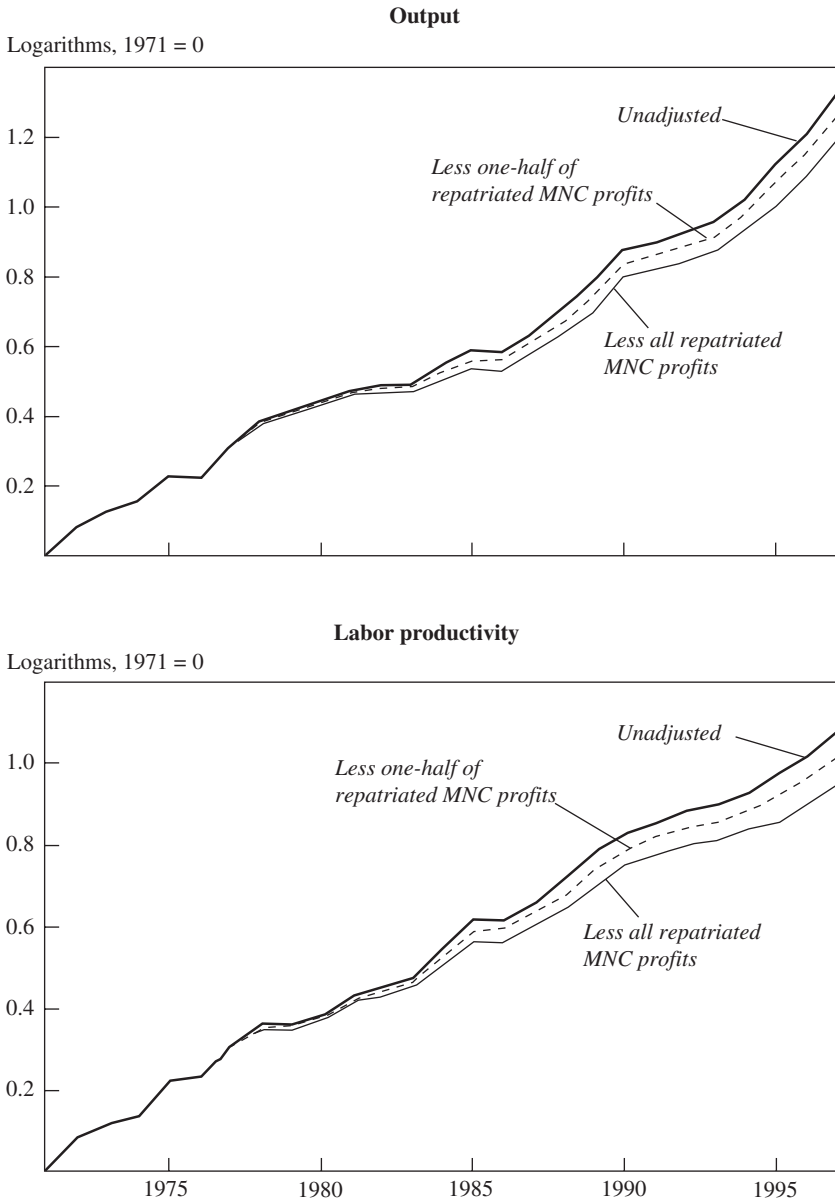 Output
Logarithms, 1971 = 0
Unadjusted
1.2
Less one-half of
repatriated MNC profits
1.0
0.8
Less all repatriated
MNC profits
0.6
0.4
0.2
1975
1980
1985
1990
1995
Labor productivity
Logarithms, 1971 = 0
Unadjusted
1.0
Less one-half of
repatriated MNC profits
0.8
0.6
Less all repatriated
MNC profits
0.4
0.2